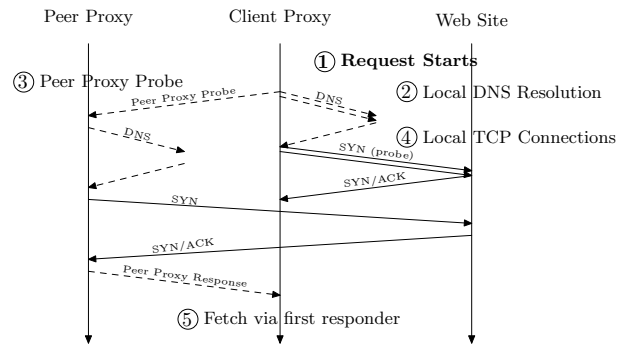 Peer Proxy
Client Proxy
Web Site
① Request Starts
③ Peer Proxy Probe
② Local DNS Resolution
Peer Proxy Probe
DNS
DNS
④ Local TCP Connections
SYN (probe)
SYN/ACK
SYN
SYN/ACK
Peer Proxy Response
⑤ Fetch via first responder